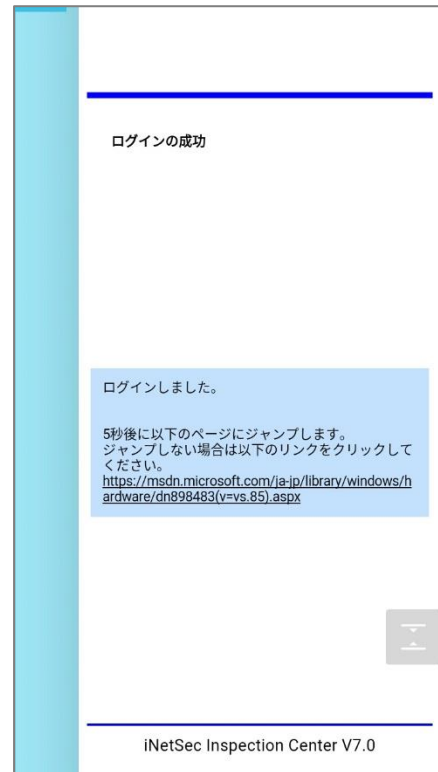 ログインの成功
ログインしました。
5秒後に以下のページにジャンプします。
ジャンプしない場合は以下のリンクをクリックして
ください。
https://msdn.microsoft.com/ja-jp/library/windows/h
ardware/dn898483(v=vs.85).aspx
iNetSec Inspection Center V7.0